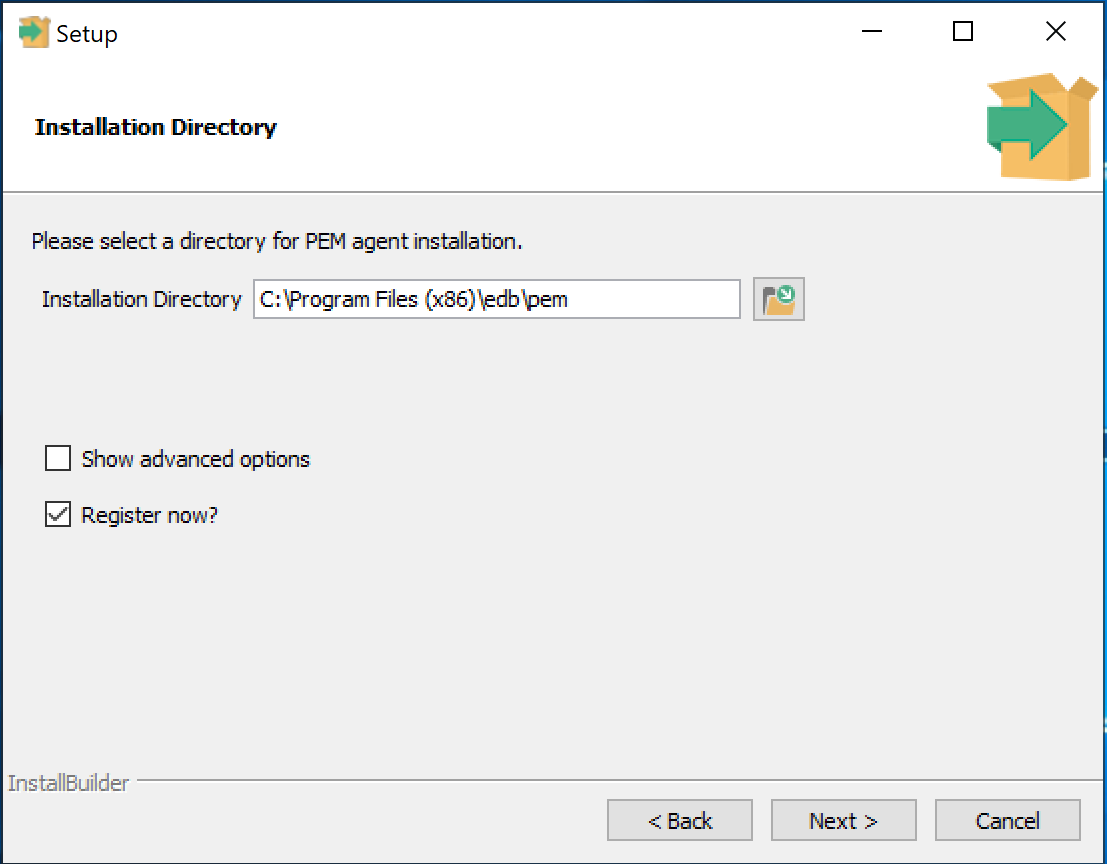 Setup
Installation Directory
Please select a directory for PEM agent installation.
Installation Directory C:\Program Files (x86)\edb\pem
Show advanced options
Register now?
InstallBuilder
< Back Next > Cancel